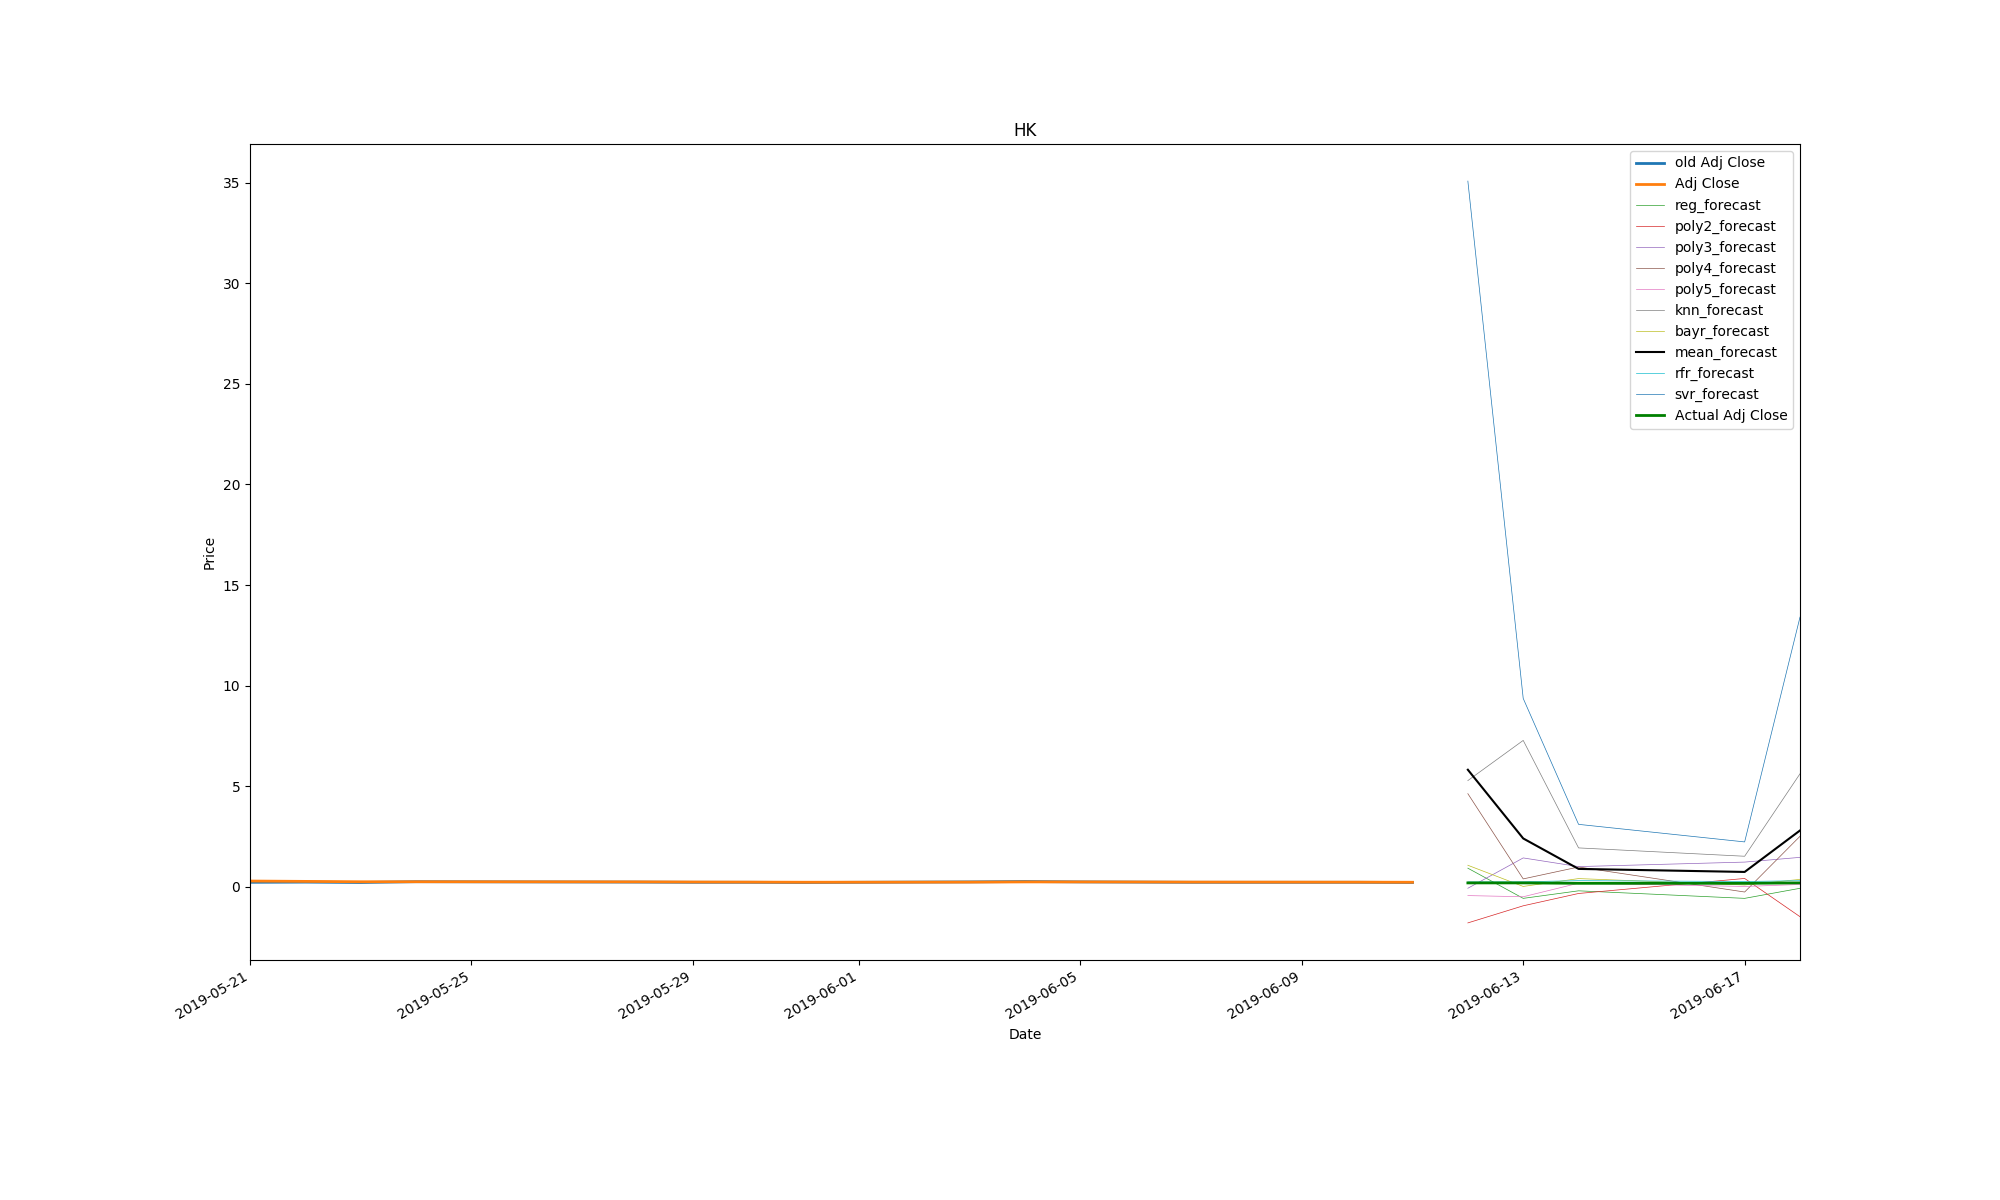 HK
old Adj Close
Adj Close
reg_forecast
poly2_forecast
poly3_forecast
poly4_forecast
poly5_forecast
knn_forecast
bayr_forecast
mean_forecast
rfr_forecast
svr_forecast
Actual Adj Close
35
30
25
20
15
10
5
0
Price
2019-05-21
2019-05-25
2019-05-29
2019-06-01
2019-06-05
2019-06-09
2019-06-13
2019-06-17
Date